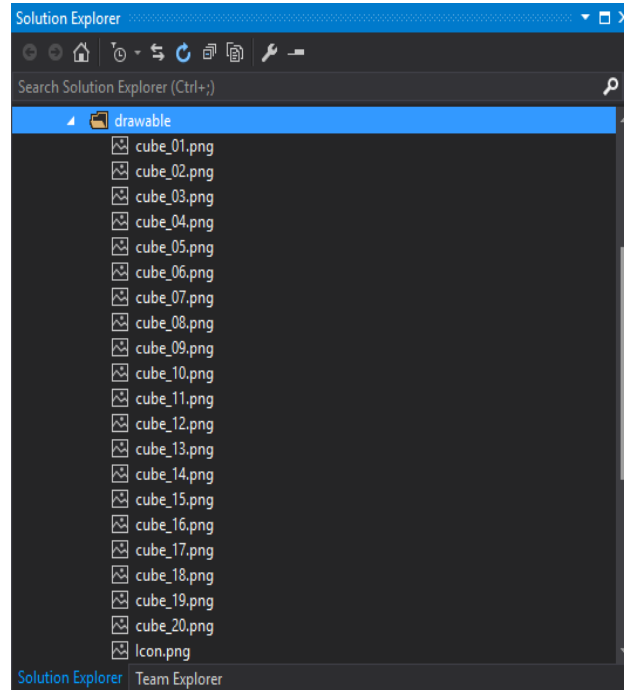 Solution Explorer
Search Solution Explorer (Ctrl+;)
drawable
cube_01.png
cube_02.png
cube_03.png
cube_04.png
cube_05.png
cube_06.png
cube_07.png
cube_08.png
cube_09.png
cube_10.png
cube_11.png
cube_12.png
cube_13.png
cube_14.png
cube_15.png
cube_16.png
cube_17.png
cube_18.png
cube_19.png
cube_20.png
Icon.png
Solution Explorer Team Explorer